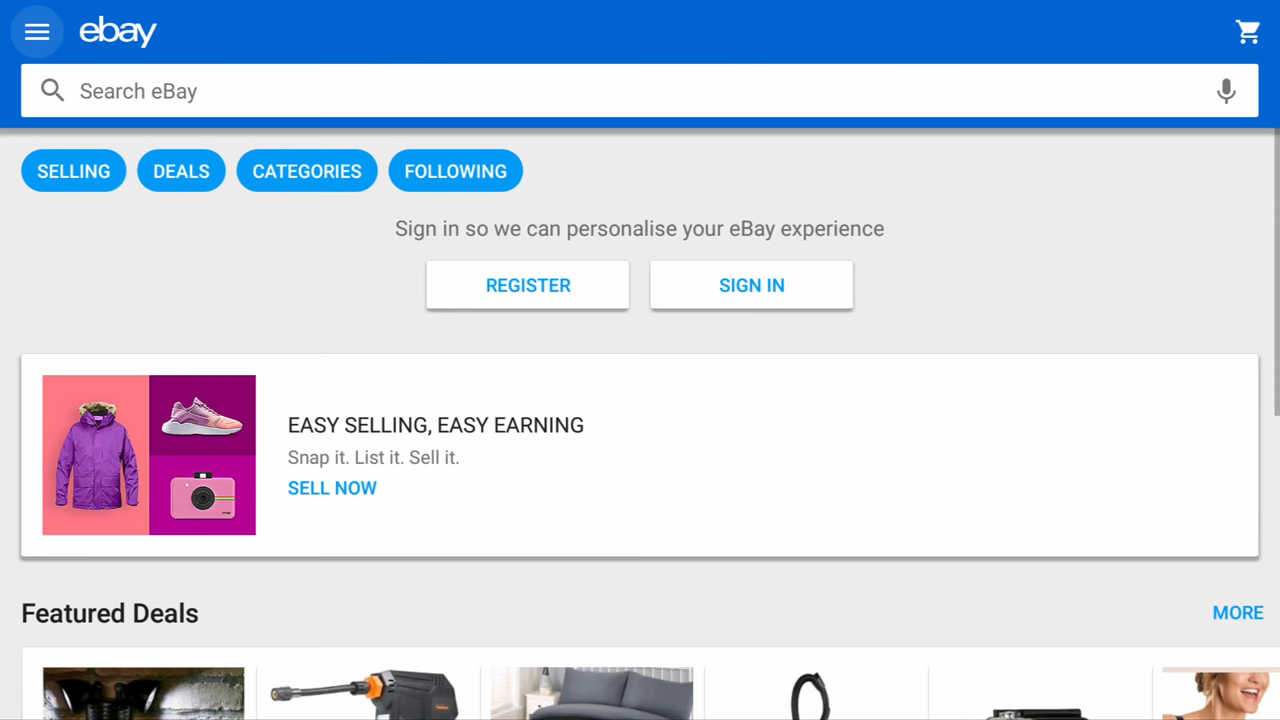 ebay
Search eBay
SELLING DEALS CATEGORIES FOLLOWING
Sign in so we can personalise your eBay experience
REGISTER SIGN IN
EASY SELLING, EASY EARNING
Snap it. List it. Sell it.
SELL NOW
Featured Deals MORE